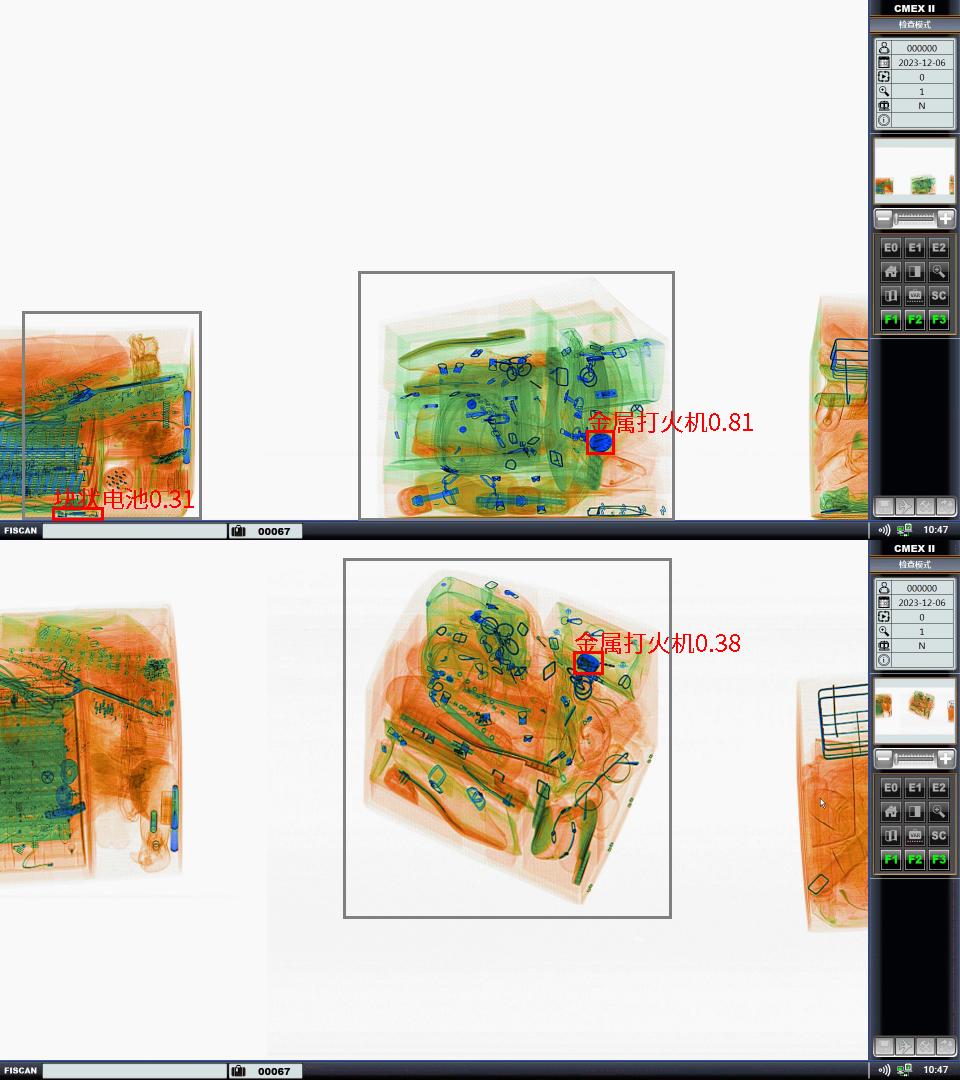 CMEX II
检查模式
000000
2023-12-06
0
1
N
E0 E1 E2
VAR SC
F1 F2 F3
金属打火机0.81
块状电池0.31
FISCAN 00067 10:47
CMEX II
检查模式
000000
2023-12-06
0
1
N
金属打火机0.38
E0 E1 E2
VAR SC
F1 F2 F3
FISCAN 00067 10:47